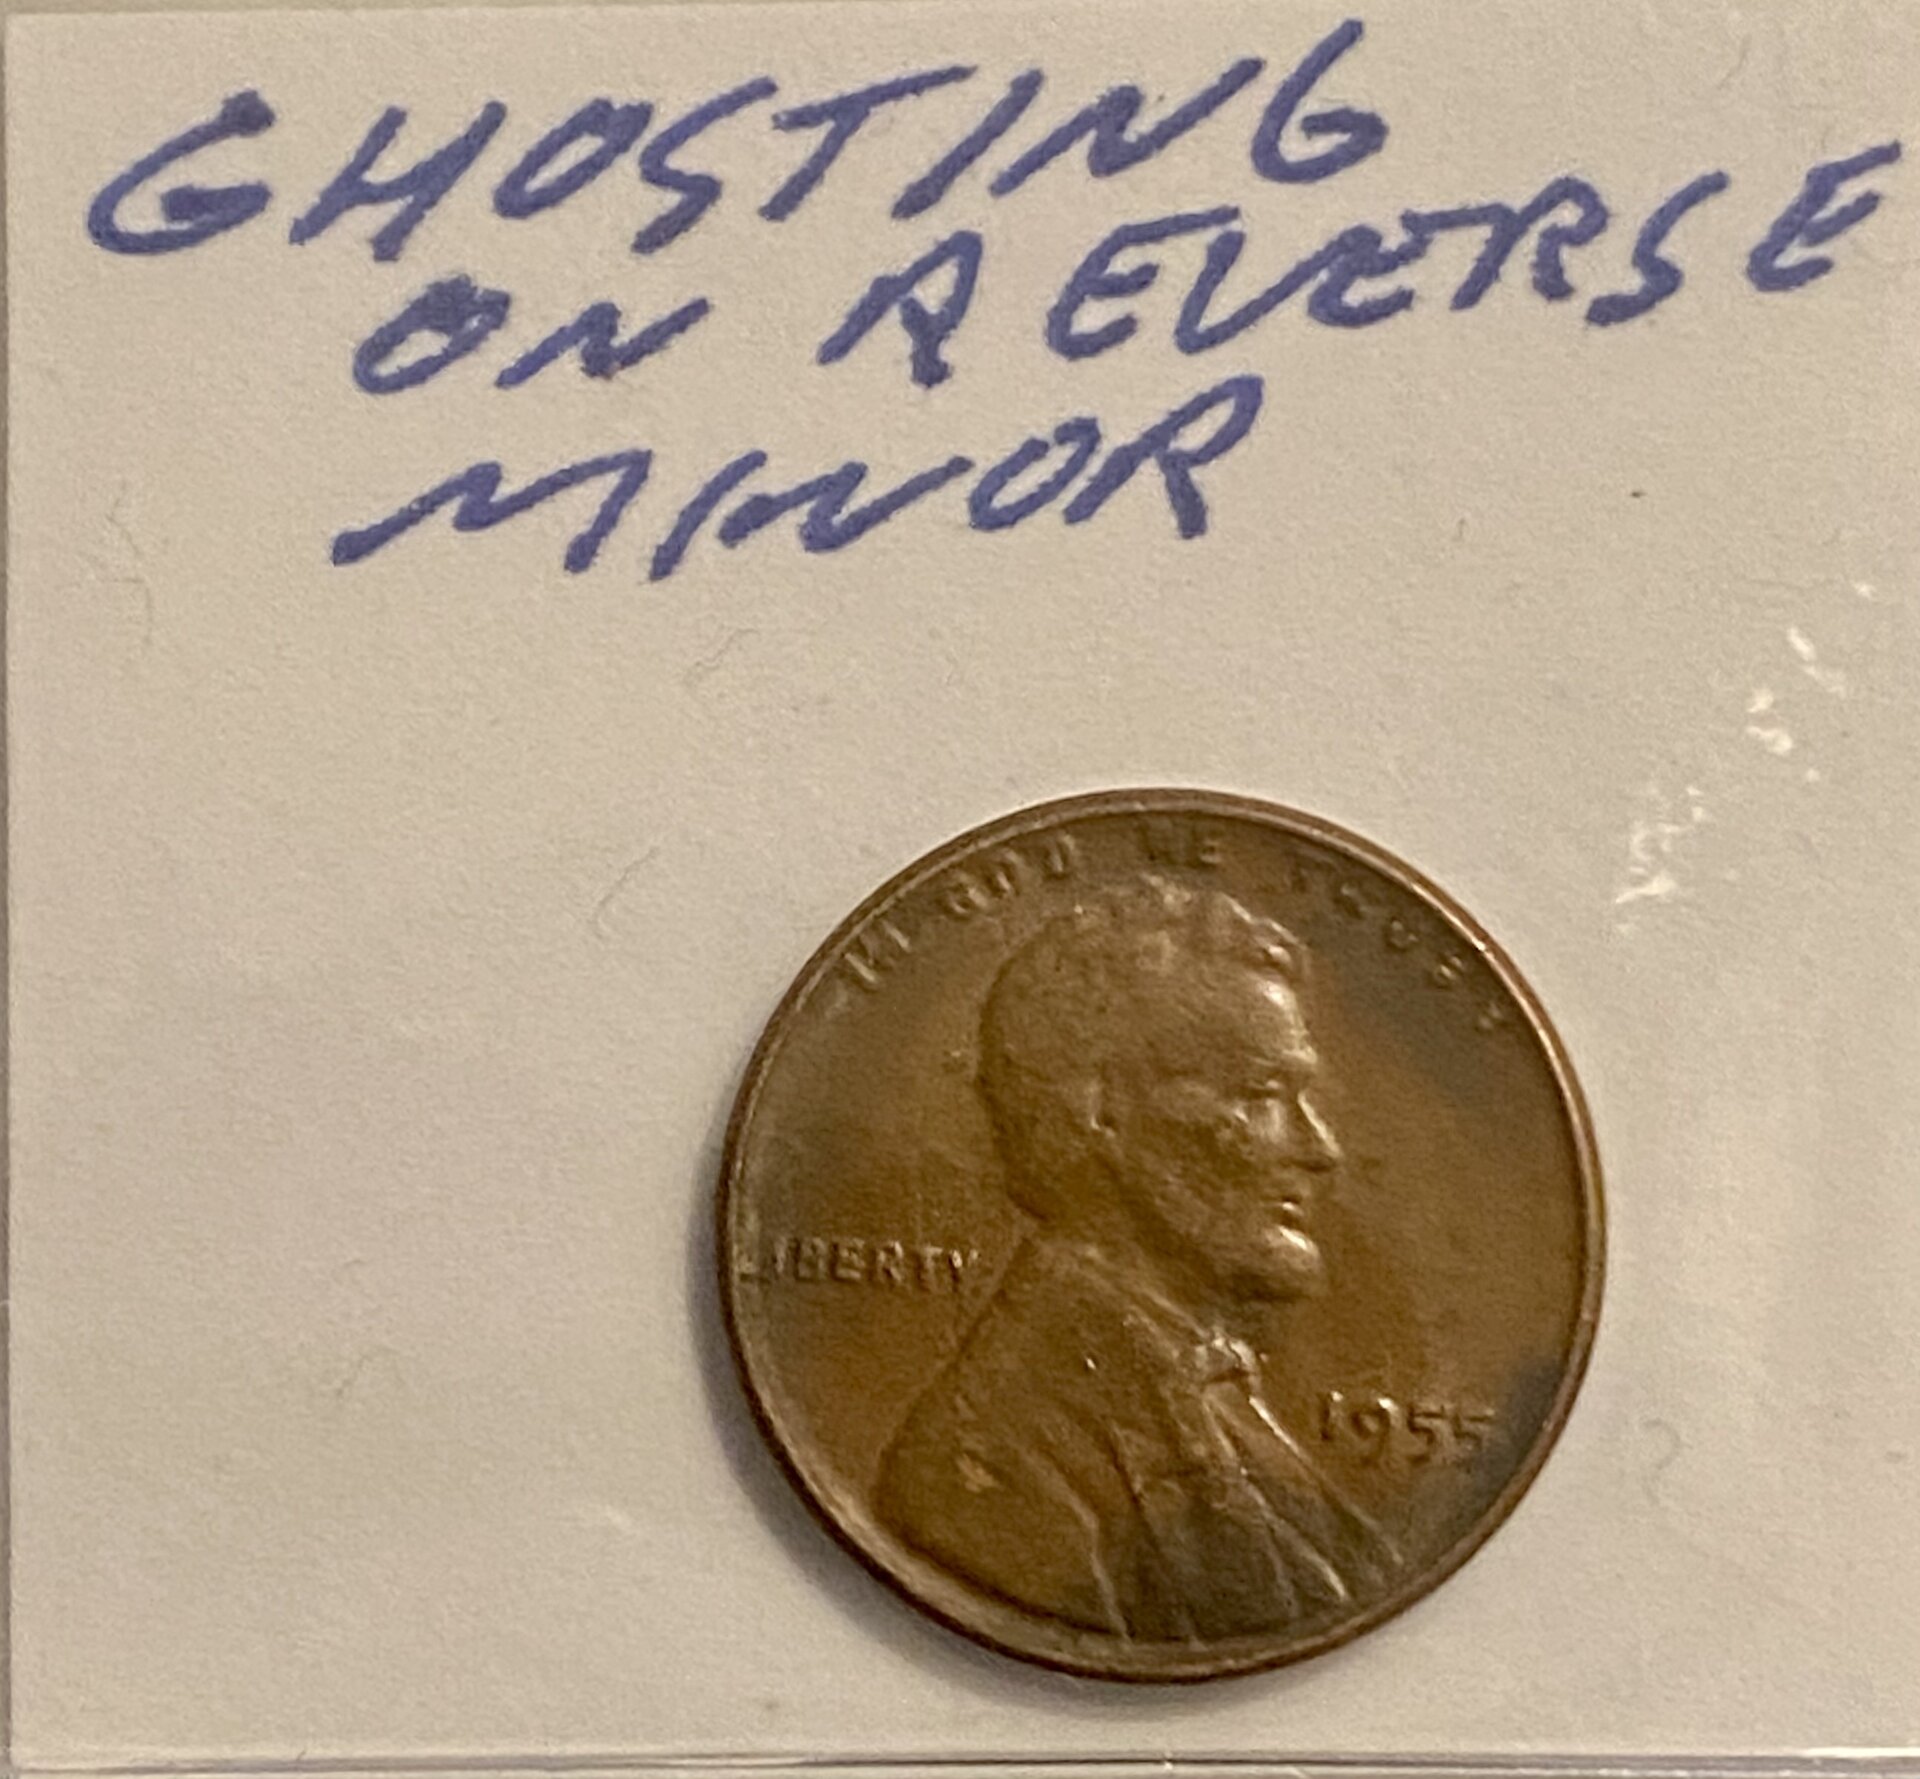 GHOSTING
ON REVERSE
MINOR
IN GOD WE TRUST
LIBERTY
1955